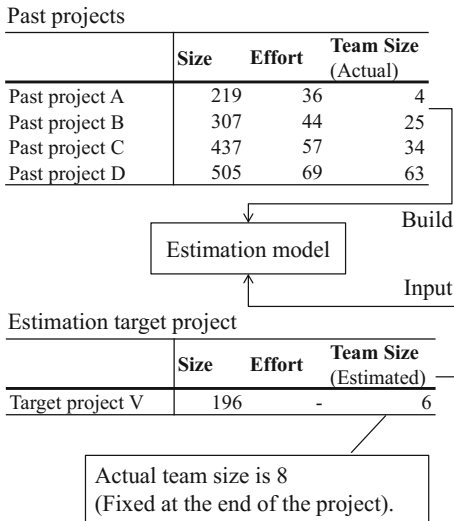 Past projects
Size Effort Team Size
(Actual)
Past project A 219 36 4
Past project B 307 44 25
Past project C 437 57 34
Past project D 505 69 63
Build
Estimation model
Input
Estimation target project
Size Effort Team Size
(Estimated)
Target project V 196 - 6
Actual team size is 8
(Fixed at the end of the project).